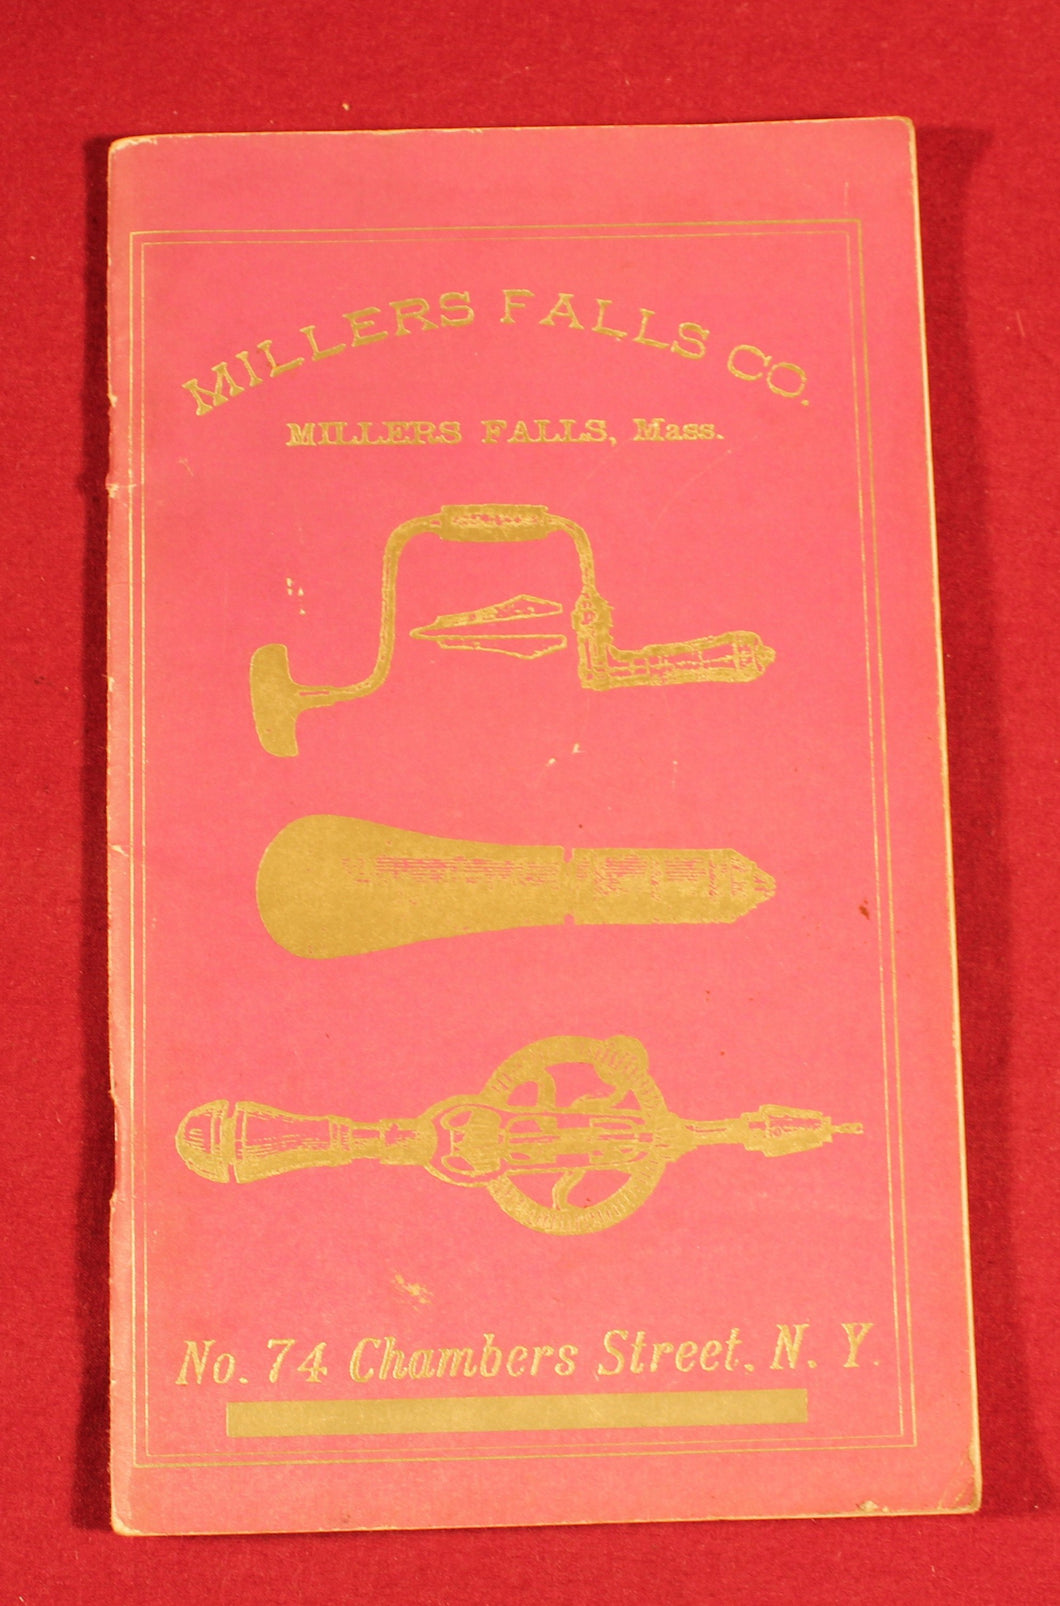 MILLERS FALLS CO.
MILLERS FALLS, Mass.
No. 74 Chambers Street, N. Y.